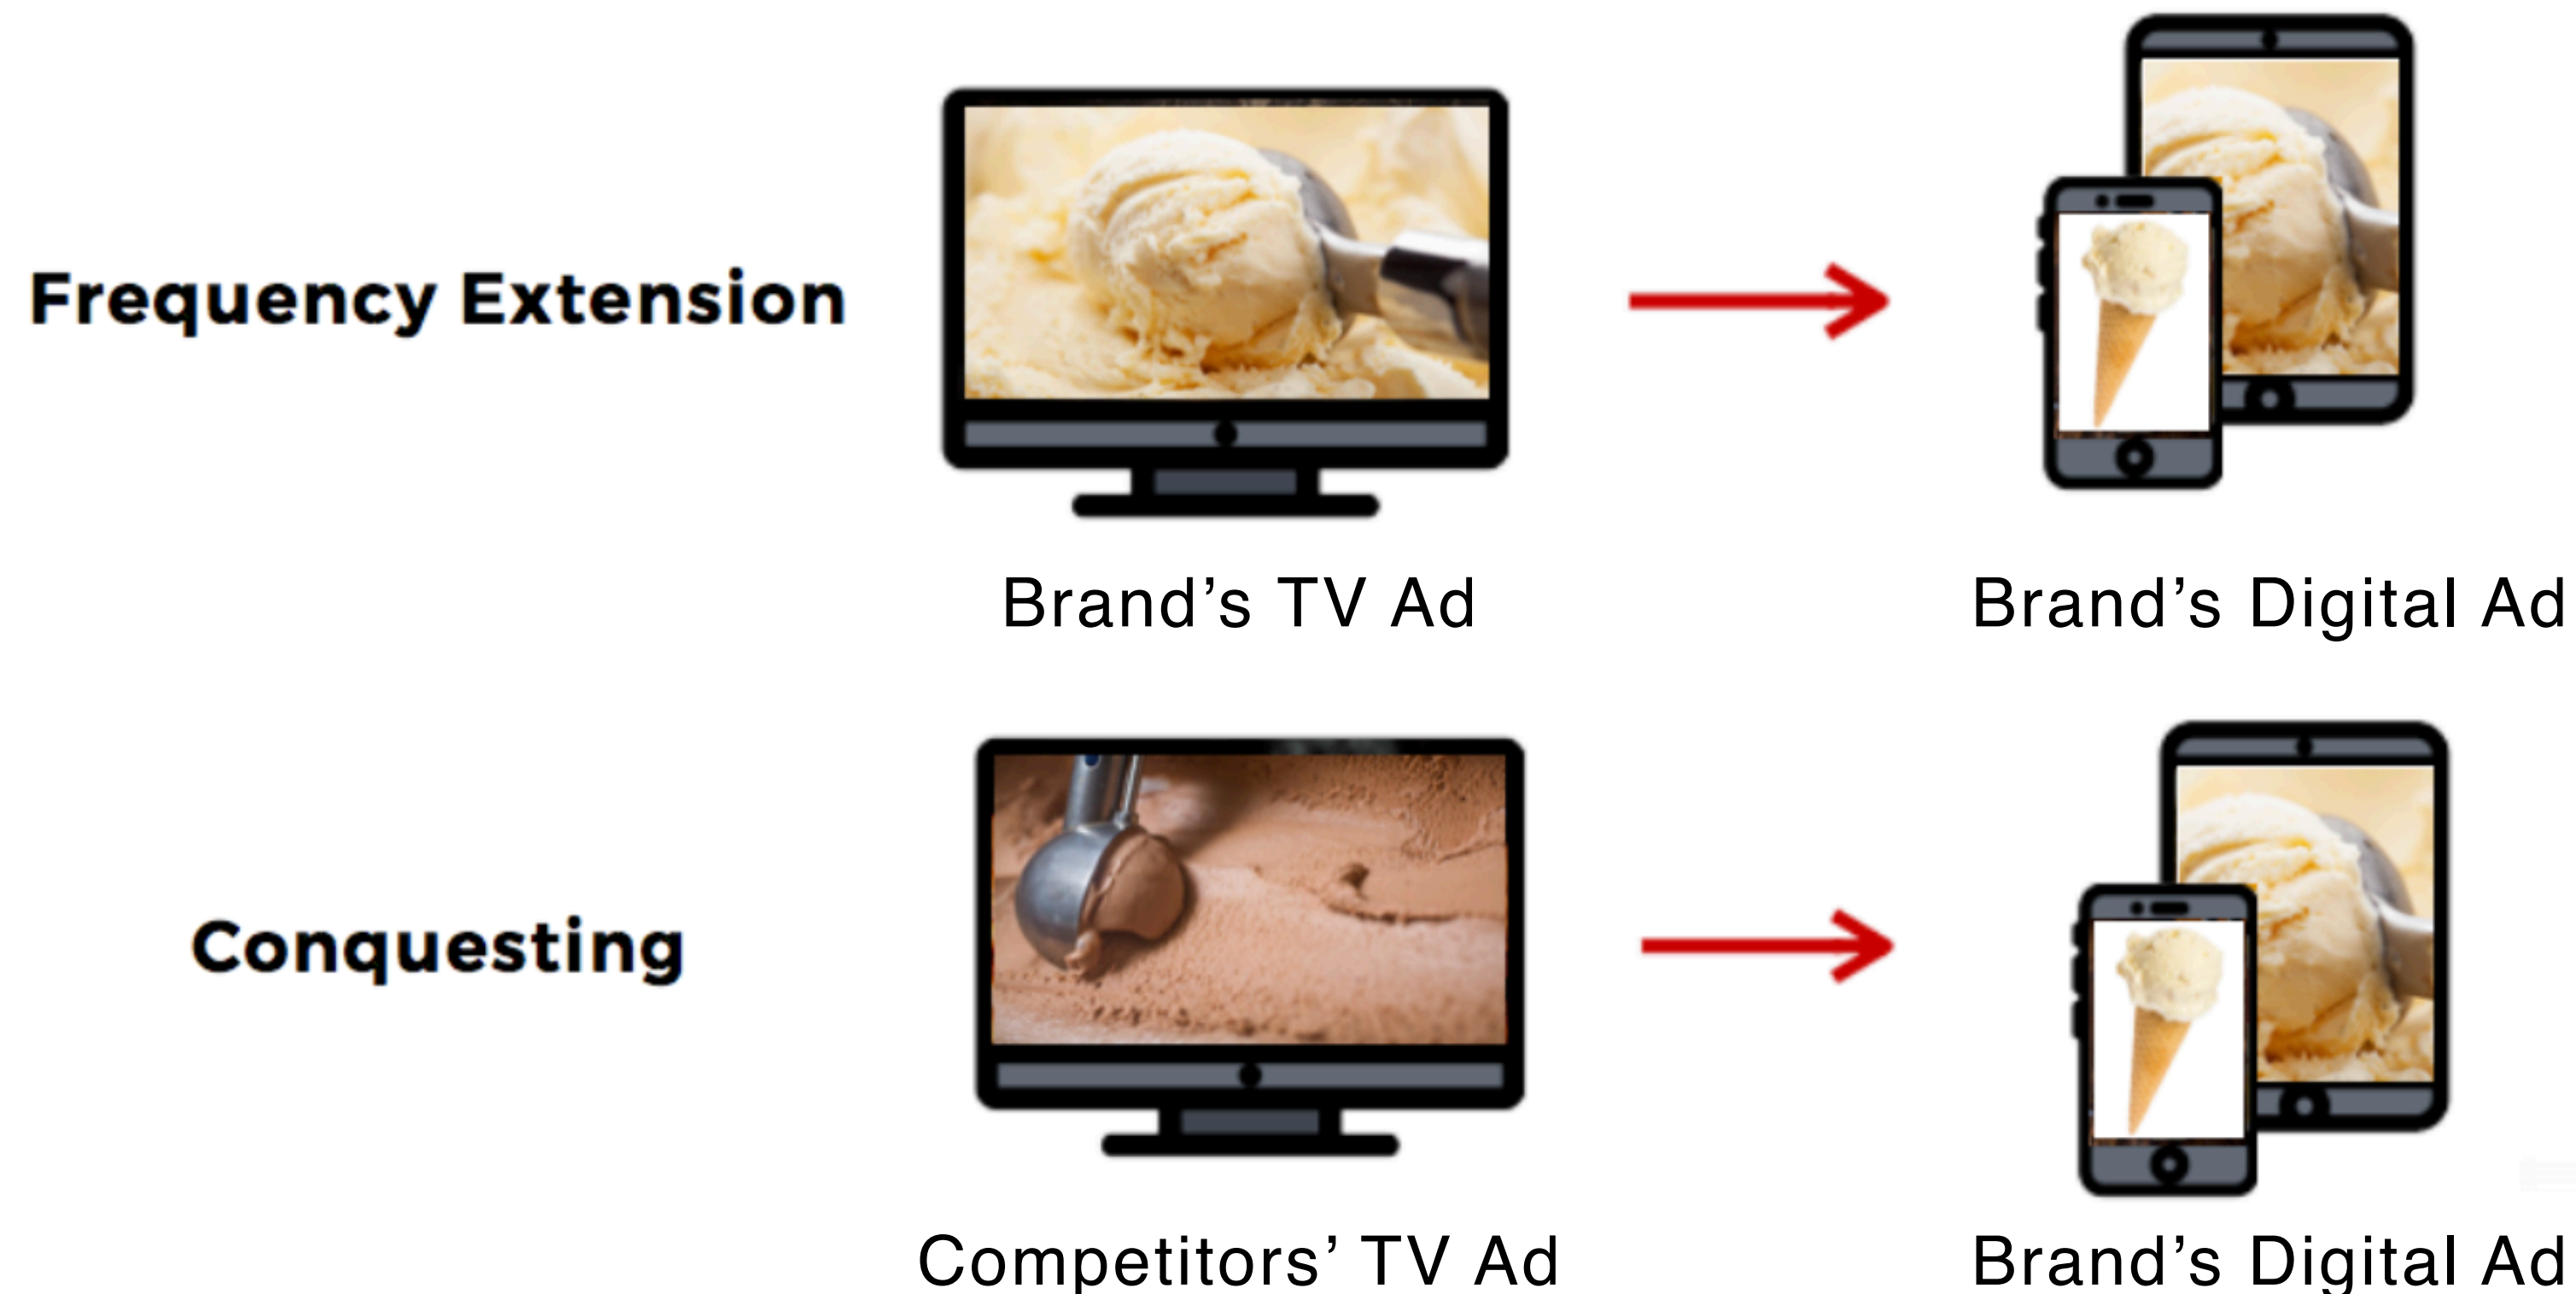 Frequency Extension
Brand’s TV Ad
Brand’s Digital Ad
Conquesting
Competitors’ TV Ad
Brand’s Digital Ad